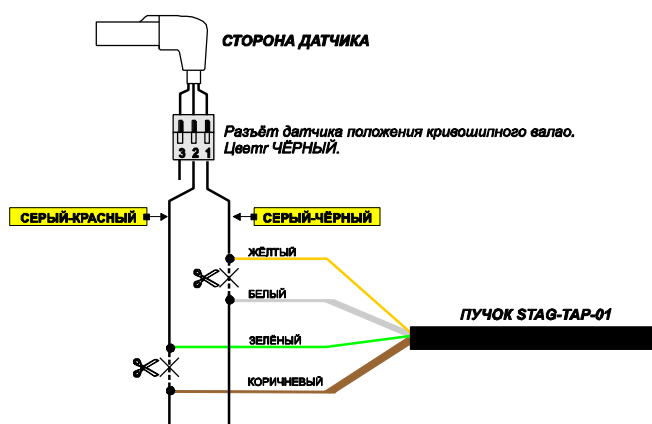 СТОРОНА ДАТЧИКА
Разъём датчика положения кривошипного валао.
Цветг ЧЁРНЫЙ.
3 2 1
СЕРЫЙ-КРАСНЫЙ
СЕРЫЙ-ЧЁРНЫЙ
ЖЁЛТЫЙ
БЕЛЫЙ
ПУЧОК STAG-TAP-01
ЗЕЛЁНЫЙ
КОРИЧНЕВЫЙ